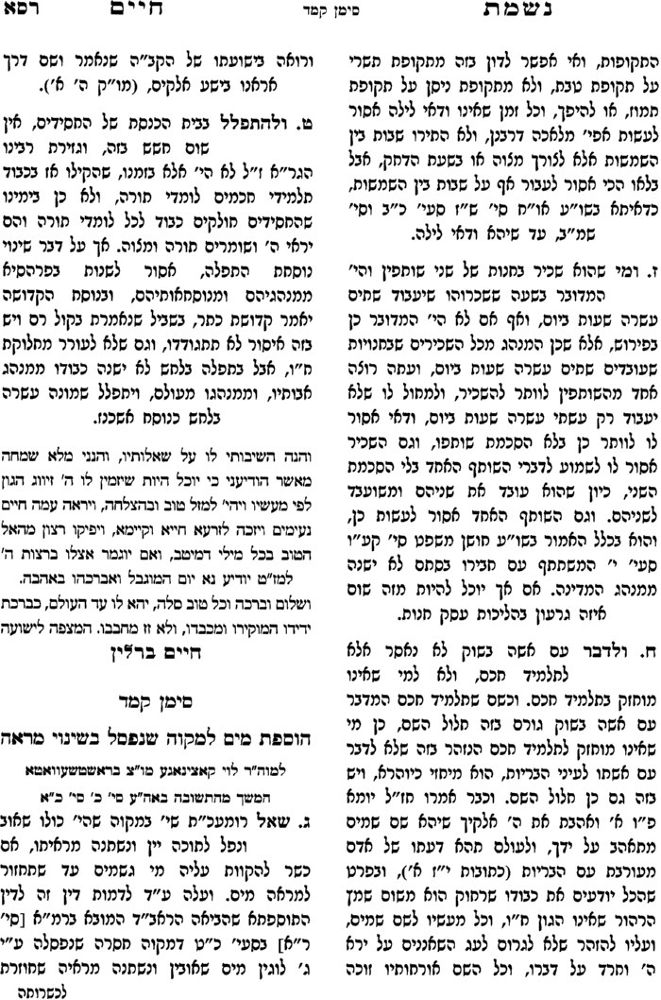 נשמת סימן קמד חיים רסא
התקופות, ואי אפשר לדון בזה מתקופת תשרי
על תקופת טבת, ולא מתקופת ניסן על תקופת
תמוז, או להיפך, וכל זמן שאינו ודאי לילה אסור
לעשות אפי' מלאכה דרבנן, ולא התירו שבות בין
השמשות אלא לצורך מצוה או בשעת הדחק, אבל
בלאו הכי אסור לעבור אף על שבות בין השמשות,
כדאיתא בשו"ע או"ח סי' ש"ז סעי' כ"ב וסי'
שמ"ב, עד שיהא ודאי לילה.
ז. ומי שהוא שכיר בחנות של שני שותפין והי'
המדובר בשעה ששכרוהו שיעבוד שתים
עשרה שעות ביום, ואף אם לא הי' המדובר כן
בפירוש, אלא שכן המנהג מכל השכירים שבחנויות
שעובדים שתים עשרה שעות ביום, ועתה רוצה
אחד מהשותפין לוותר להשכיר, ולמחול לו שלא
יעבוד רק עשתי עשרה שעות ביום, ודאי אסור
לו לוותר כן בלא הסכמת שותפו, וגם השכיר
אסור לו לשמוע לדברי השותף האחד בלי הסכמת
השני, כיון שהוא עובד את שניהם ומשועבד
לשניהם. וגם השותף האחד אסור לעשות כן,
והוא בכלל האמור בשו"ע חושן משפט סי' קע"ו
סעי' י' המשתתף עם חבירו בסתם לא ישנה
ממנהג המדינה. אם אך יוכל להיות מזה שום
איזה גרעון בהליכות עסק חנות.
ח. ולדבר עם אשה בשוק לא נאסר אלא
לתלמיד חכם, ולא למי שאינו
מוחזק בתלמיד חכם. וכשם שתלמיד חכם המדבר
עם אשה בשוק גורם בזה חלול השם, כן מי
שאינו מוחזק לתלמיד חכם הנזהר בזה שלא לדבר
עם אשתו לעיני הבריות, הוא מיחזי כיוהרא, ויש
בזה גם כן חלול השם. וכבר אמרו חז"ל יומא
פ"ו א' ואהבת את ה' אלקיך שיהא שם שמים
מתאהב על ידך, ולעולם תהא דעתו של אדם
מעורבת עם הבריות (כתובות י"ז א'), ובפרט
שהכל יודעים את כבודו שרחוק הוא משום שמץ
הרהור שאינו הגון ח"ו, וכל מעשיו לשם שמים,
ועליו להזהר שלא לגרום לעג השאננים על ירא
ה' וחרד על דברו, וכל השם אורחותיו זוכה
ורואה בישועתו של הקב"ה שנאמר ושם דרך
אראנו בישע אלקים, (מו"ק ה' א').
ט. ולהתפלל בבית הכנסת של החסידים, אין
שום חשש בזה, וגזירת רבינו
הגר"א ז"ל לא הי' אלא בזמנו, שהקילו אז בכבוד
תלמידי חכמים לומדי תורה, ולא כן בימינו
שהחסידים חולקים כבוד לכל לומדי תורה והם
יראי ה' ושומרים תורה ומצוה. אך על דבר שינוי
נוסחת התפלה, אסור לשנות בפרהסיא
ממנהגיהם ומנוסחאותיהם, ובנוסח הקדושה
יאמר קדושת כתר, בשביל שנאמרת בקול רם ויש
בזה איסור לא תתגודדו, וגם שלא לעורר מחלוקת
ח"ו, אבל בתפלה בלחש לא ישנה כבודו ממנהג
אבותיו, וממנהגו מעולם, ויתפלל שמונה עשרה
בלחש כנוסח אשכנז.
והנה השיבותי לו על שאלותיו, והנני מלא שמחה
מאשר הודיעני כי יוכל היות שיזמין לו ה' זיווג הגון
לפי מעשיו ויהי' למזל טוב ובהצלחה, ויראה עמה חיים
נעימים ויזכה לזרעא חייא וקיימא, ויפיקו רצון מהאל
הטוב בכל מילי דמיטב, ואם יוגמר אצלו ברצות ה'
למז"ט יודיע נא יום המוגבל ואברכהו באהבה.
ושלום וברכה וכל טוב סלה, יהא לו עד העולם, כברכת
ידידו המוקירו ומכבדו, ולא זז מחבבו. המצפה לישועה
חיים ברלין
סימן קמד
הוספת מים למקוה שנפסל בשינוי מראה
למוה"ר לוי קאצינאגע מו"צ בראשטשעוואטא
המשך מהתשובה באה"ע סי' כ' סי' כ"א
ג. שאל רומעכ"ת שי' במקוה שהי' כולו שאוב
ונפל לתוכה יין ונשתנה מראיתו, אם
כשר להקוות עליה מי גשמים עד שתחזור
למראה מים. ועלה ע"ד לדמות דין זה לדין
התוספתא שהביאה הראב"ד המובא ברמ"א [סי'
ר"א] בסעי' כ"ט דמקוה חסרה שנפסלה ע"י
ג' לוגין מים שאובין ונשתנה מראיה שחוזרת
לכשרותה